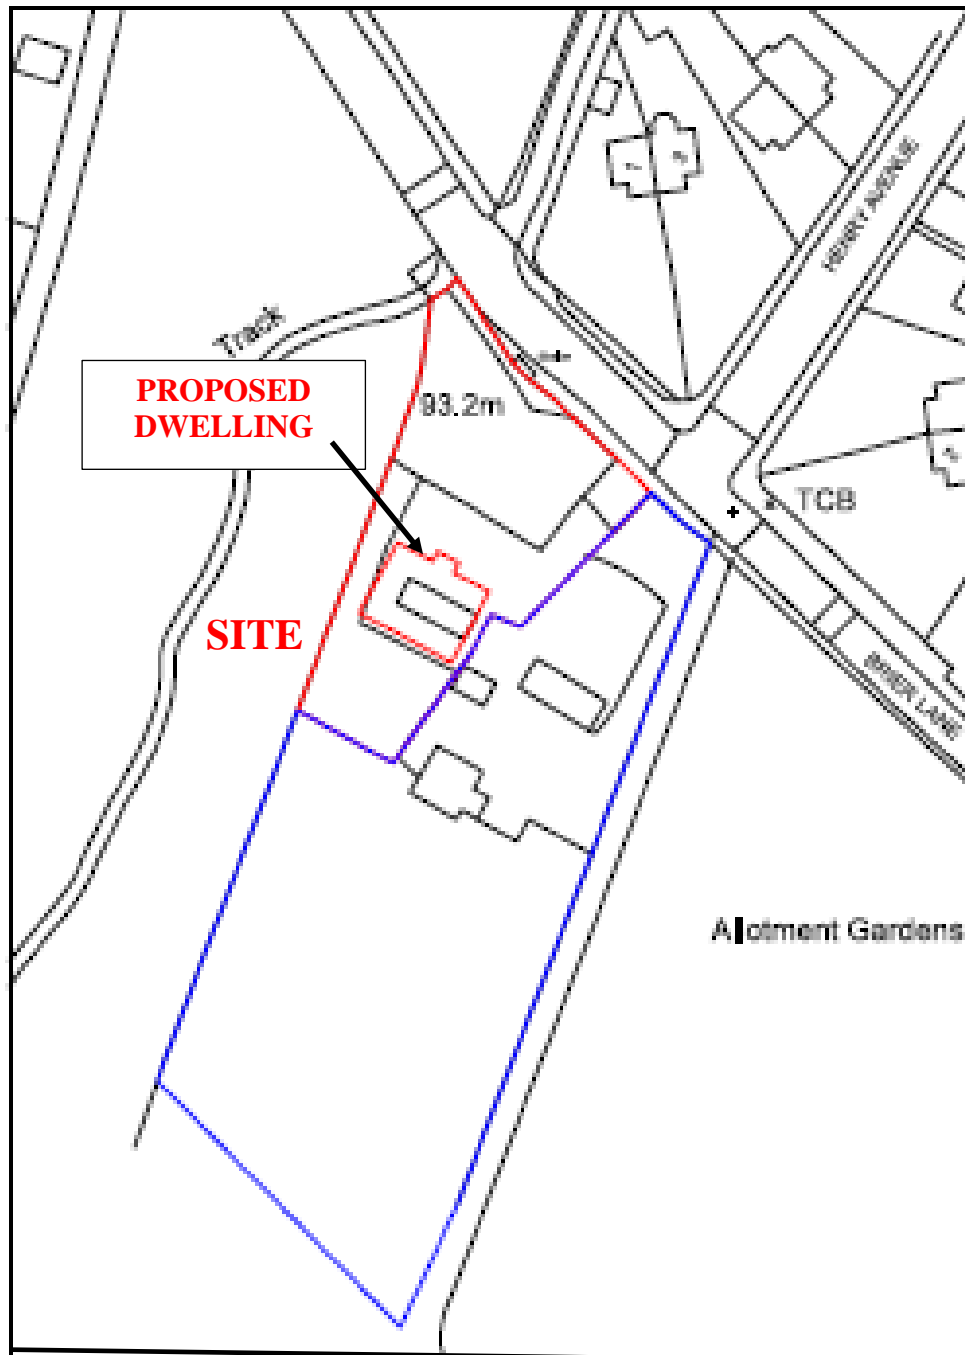 HENRY AVENUE
Track
PROPOSED
DWELLING
93.2m
TCB
SITE
BRIER LANE
Allotment Gardens